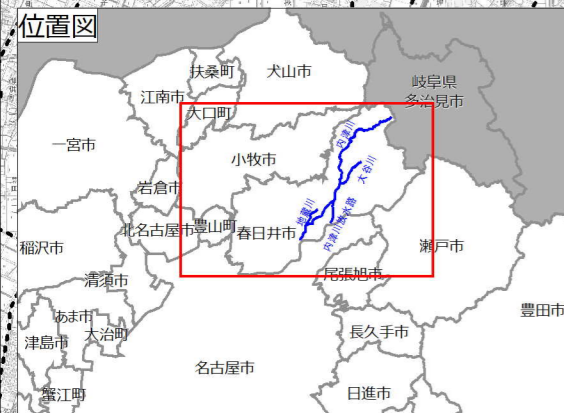 位置図
扶桑町
犬山市
岐阜県
多治見市
江南市
大口町
一宮市
小牧市
内津川
大谷川
岩倉市
地蔵川
内津川放水路
北名古屋市
豊山町
春日井市
稲沢市
瀬戸市
尾張旭市
清須市
豊田市
あま市
大治町
津島市
長久手市
名古屋市
蟹江町
日進市